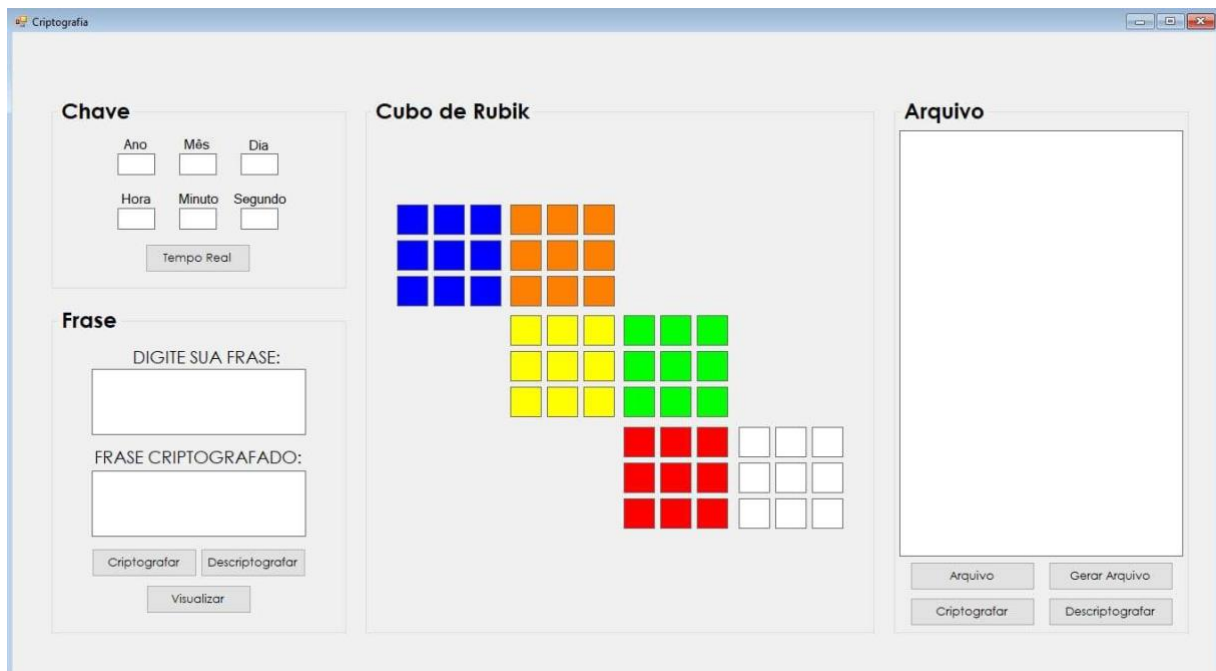 Criptografia
Chave
Ano Mês Dia
Hora Minuto Segundo
Tempo Real
Frase
DIGITE SUA FRASE:
FRASE CRIPTOGRAFADO:
Criptografar Descriptografar
Visualizar
Cubo de Rubik
Arquivo
Arquivo Gerar Arquivo
Criptografar Descriptografar